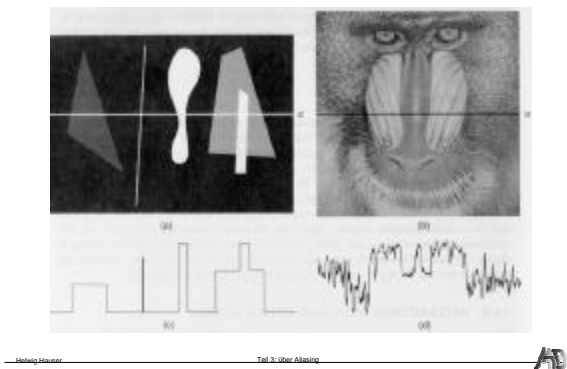 (a)
(b)
(c)
(d)
Helwig Hauser
Teil 3: über Aliasing